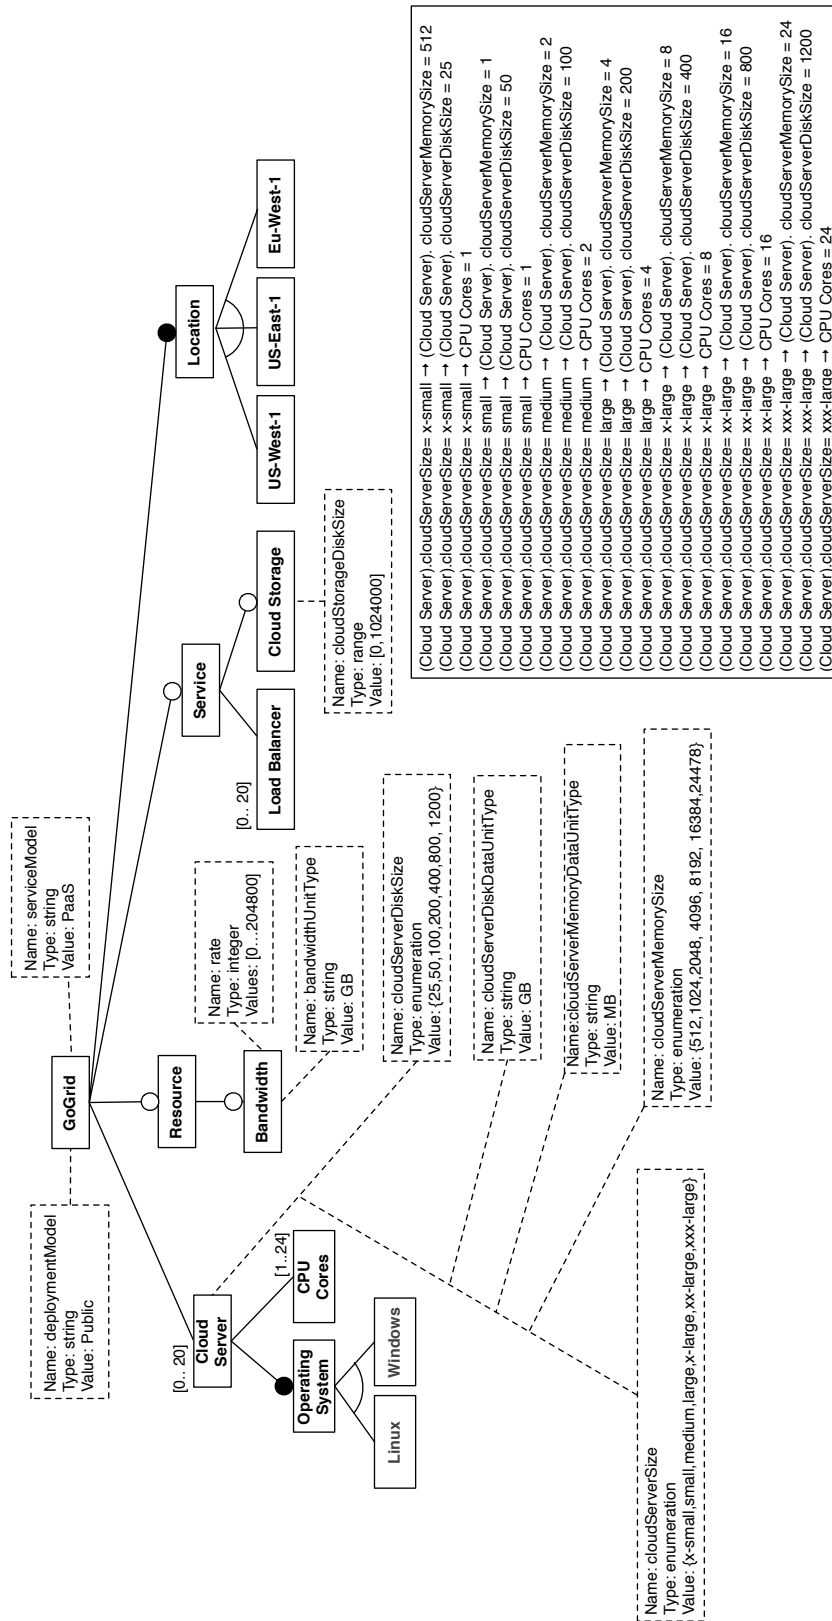 GoGrid
Name: deploymentModel
Type: string
Value: Public
Name: serviceModel
Type: string
Value: PaaS
[0.. 20]
Cloud
Server
Resource
Service
Location
Operating
System
[1..24]
CPU
Cores
Linux
Windows
Bandwidth
Name: rate
Type: integer
Values: [0...204800]
Name: bandwidthUnitType
Type: string
Value: GB
[0.. 20]
Load Balancer
Cloud Storage
Name: cloudStorageDiskSize
Type: range
Value: [0,1024000]
US-West-1
US-East-1
Eu-West-1
Name: cloudServerDiskSize
Type: enumeration
Value: {25,50,100,200,400,800, 1200}
Name: cloudServerDiskDataUnitType
Type: string
Value: GB
Name:cloudServerMemoryDataUnitType
Type: string
Value: MB
Name: cloudServerMemorySize
Type: enumeration
Value: {512,1024,2048, 4096, 8192, 16384,24478}
Name: cloudServerSize
Type: enumeration
Value: {x-small,small,medium,large,x-large,xx-large,xxx-large}
(Cloud Server).cloudServerSize= x-small → (Cloud Server). cloudServerMemorySize = 512
(Cloud Server).cloudServerSize= x-small → (Cloud Server). cloudServerDiskSize = 25
(Cloud Server).cloudServerSize= x-small → CPU Cores = 1
(Cloud Server).cloudServerSize= small → (Cloud Server). cloudServerMemorySize = 1
(Cloud Server).cloudServerSize= small → (Cloud Server). cloudServerDiskSize = 50
(Cloud Server).cloudServerSize= small → CPU Cores = 1
(Cloud Server).cloudServerSize= medium → (Cloud Server). cloudServerMemorySize = 2
(Cloud Server).cloudServerSize= medium → (Cloud Server). cloudServerDiskSize = 100
(Cloud Server).cloudServerSize= medium → CPU Cores = 2
(Cloud Server).cloudServerSize= large → (Cloud Server). cloudServerMemorySize = 4
(Cloud Server).cloudServerSize= large → (Cloud Server). cloudServerDiskSize = 200
(Cloud Server).cloudServerSize= large → CPU Cores = 4
(Cloud Server).cloudServerSize= x-large → (Cloud Server). cloudServerMemorySize = 8
(Cloud Server).cloudServerSize= x-large → (Cloud Server). cloudServerDiskSize = 400
(Cloud Server).cloudServerSize= x-large → CPU Cores = 8
(Cloud Server).cloudServerSize= xx-large → (Cloud Server). cloudServerMemorySize = 16
(Cloud Server).cloudServerSize= xx-large → (Cloud Server). cloudServerDiskSize = 800
(Cloud Server).cloudServerSize= xx-large → CPU Cores = 16
(Cloud Server).cloudServerSize= xxx-large → (Cloud Server). cloudServerMemorySize = 24
(Cloud Server).cloudServerSize= xxx-large → (Cloud Server). cloudServerDiskSize = 1200
(Cloud Server).cloudServerSize= xxx-large → CPU Cores = 24